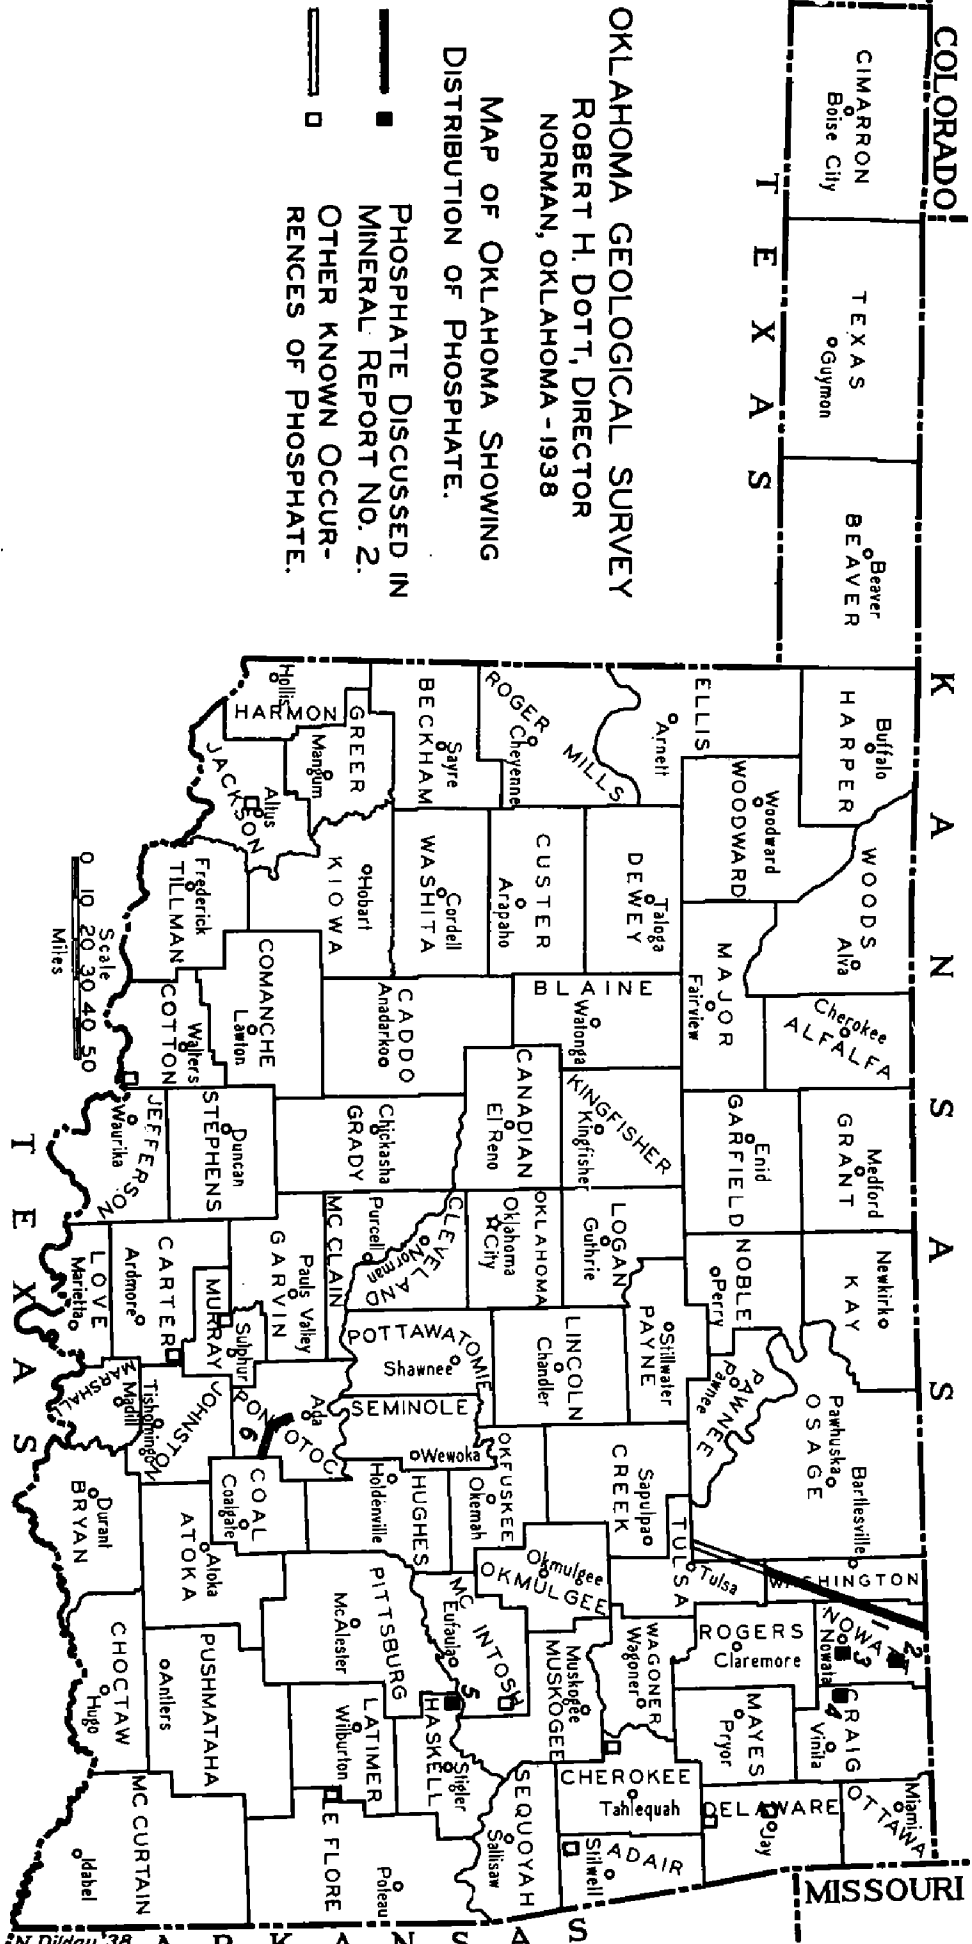 COLORADO
KANSAS
MISSOURI
TEXAS
TEXAS
ARKANSAS
OKLAHOMA GEOLOGICAL SURVEY
ROBERT H. DOTT, DIRECTOR
NORMAN, OKLAHOMA - 1938
MAP OF OKLAHOMA SHOWING
DISTRIBUTION OF PHOSPHATE.
PHOSPHATE DISCUSSED IN
MINERAL REPORT NO. 2.
OTHER KNOWN OCCUR-
RENCES OF PHOSPHATE.
CIMARRON
Boise City
TEXAS
Guymon
Beaver
BEAVER
Buffalo
HARPER
WOODS
Alva
Cherokee
ALFALFA
Medford
GRANT
Newkirk
KAY
Pawhuska
OSAGE
Bartlesville
WASHINGTON
NOWATA
Nowata
1
2
3
4
CRAIG
Vinita
Miami
OTTAWA
ELLIS
Arnett
Woodward
WOODWARD
MAJOR
Fairview
Enid
GARFIELD
NOBLE
Perry
PAWNEE
Pawnee
TULSA
Tulsa
ROGERS
Claremore
MAYES
Pryor
DELAWARE
Jay
ROGER MILLS
Cheyenne
Taloga
DEWEY
BLAINE
Watonga
KINGFISHER
Kingfisher
LOGAN
Guthrie
Stillwater
PAYNE
Sapulpa
CREEK
WAGONER
Wagoner
CHEROKEE
Tahlequah
ADAIR
Stilwell
Sayre
BECKHAM
CUSTER
Arapaho
Cordell
WASHITA
CANADIAN
El Reno
OKLAHOMA
Oklahoma City
LINCOLN
Chandler
OKFUSKEE
Okemah
Okmulgee
OKMULGEE
Muskogee
MUSKOGEE
MC INTOSH
Eufaula
SEQUOYAH
Sallisaw
Hollis
HARMON
GREER
Mangum
Hobart
KIOWA
CADDO
Anadarko
Chickasha
GRADY
MC CLAIN
Purcell
CLEVELAND
Norman
POTTAWATOMIE
Shawnee
SEMINOLE
Wewoka
HUGHES
Holdenville
PITTSBURG
McAlester
5
HASKELL
Stigler
LATIMER
Wilburton
LE FLORE
Poteau
JACKSON
Altus
Frederick
TILLMAN
COMANCHE
Lawton
Walters
COTTON
Duncan
STEPHENS
JEFFERSON
Waurika
Pauls Valley
GARVIN
MURRAY
Sulphur
PONTOTOC
Ada
6
COAL
Coalgate
CARTER
Ardmore
LOVE
Marietta
JOHNSTON
Tishomingo
MARSHALL
Madill
Durant
BRYAN
Atoka
ATOKA
PUSHMATAHA
Antlers
CHOCTAW
Hugo
MC CURTAIN
Idabel
Scale
0 10 20 30 40 50
Miles